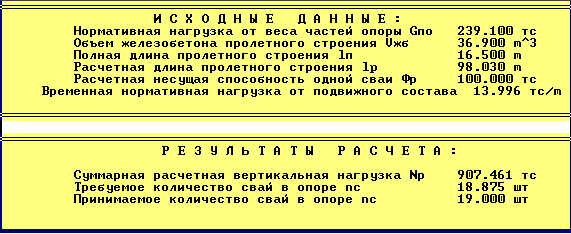 И С Х О Д Н Ы Е Д А Н Н Ы Е :
Нормативная нагрузка от веса частей опоры Gпо 239.100 тс
Объем железобетона пролетного строения Vжб 36.900 m^3
Полная длина пролетного строения lп 16.500 m
Расчетная длина пролетного строения lр 98.030 m
Расчетная несущая способность одной сваи Фр 100.000 тс
Временная нормативная нагрузка от подвижного состава 13.996 тс/m
Р Е З У Л Ь Т А Т Ы Р А С Ч Е Т А :
Суммарная расчетная вертикальная нагрузка Np 907.461 тс
Требуемое количество свай в опоре nc 18.875 шт
Принимаемое количество свай в опоре nc 19.000 шт